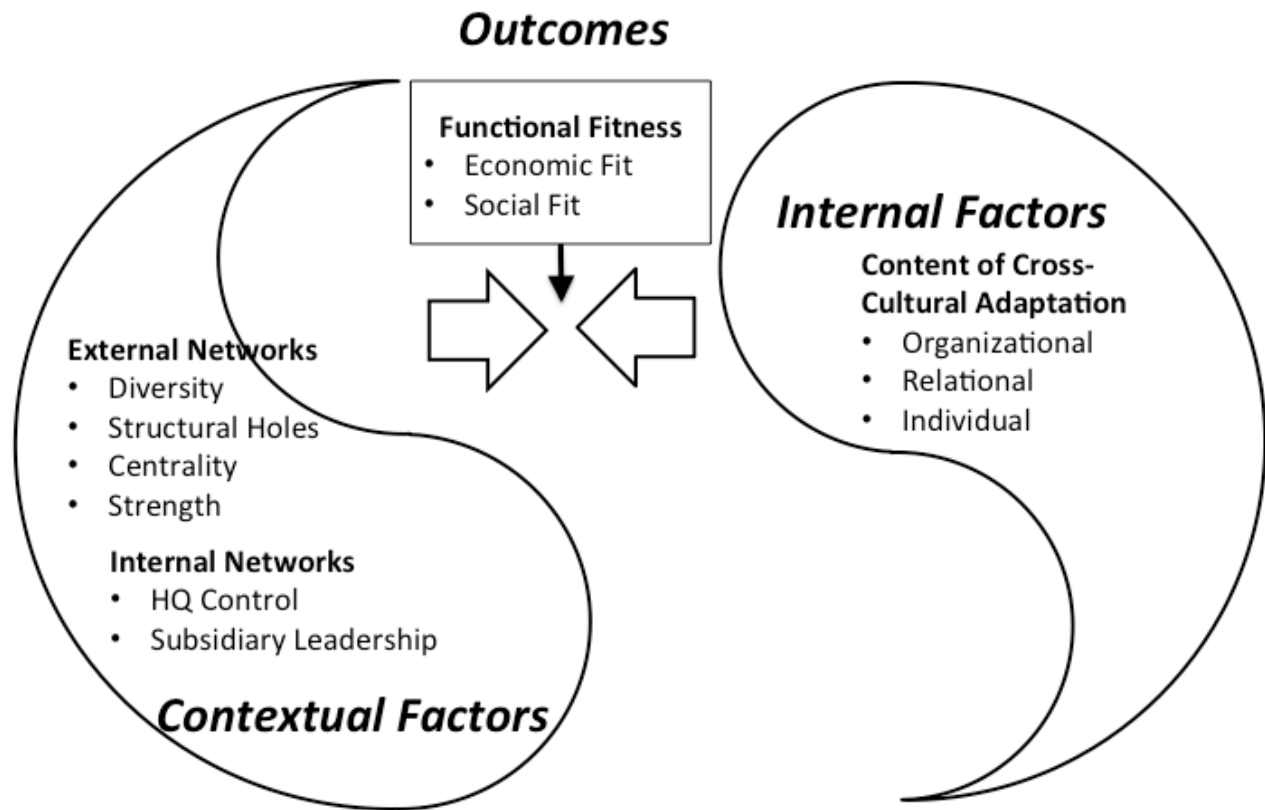 Outcomes
Functional Fitness
• Economic Fit
• Social Fit
Internal Factors
Content of Cross-
Cultural Adaptation
• Organizational
• Relational
• Individual
External Networks
• Diversity
• Structural Holes
• Centrality
• Strength
Internal Networks
• HQ Control
• Subsidiary Leadership
Contextual Factors